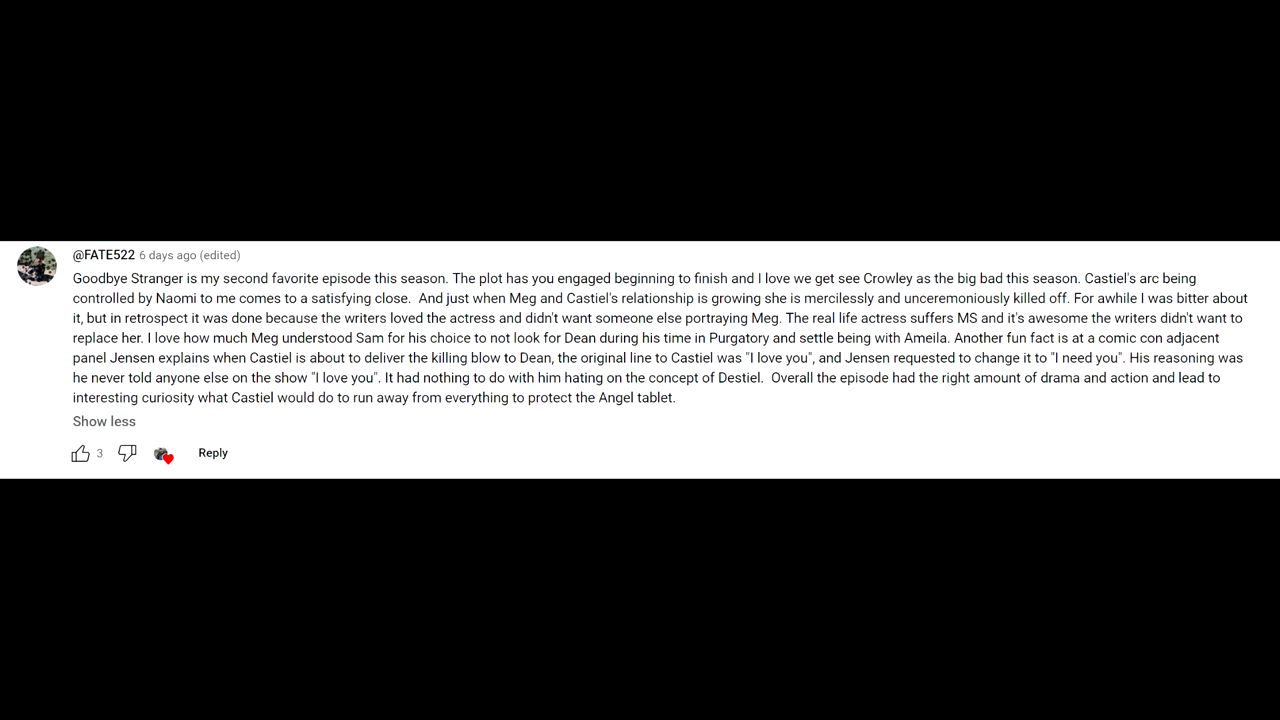 @FATE522 6 days ago (edited)
Goodbye Stranger is my second favorite episode this season. The plot has you engaged beginning to finish and I love we get see Crowley as the big bad this season. Castiel's arc being
controlled by Naomi to me comes to a satisfying close.  And just when Meg and Castiel's relationship is growing she is mercilessly and unceremoniously killed off. For awhile I was bitter about
it, but in retrospect it was done because the writers loved the actress and didn't want someone else portraying Meg. The real life actress suffers MS and it's awesome the writers didn't want to
replace her. I love how much Meg understood Sam for his choice to not look for Dean during his time in Purgatory and settle being with Ameila. Another fun fact is at a comic con adjacent
panel Jensen explains when Castiel is about to deliver the killing blow to Dean, the original line to Castiel was "I love you", and Jensen requested to change it to "I need you". His reasoning was
he never told anyone else on the show "I love you". It had nothing to do with him hating on the concept of Destiel.  Overall the episode had the right amount of drama and action and lead to
interesting curiosity what Castiel would do to run away from everything to protect the Angel tablet.
Show less
3 Reply